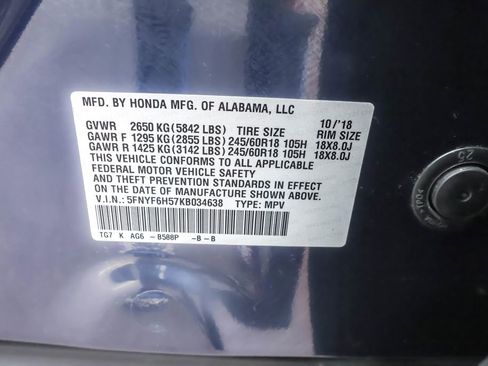 MFD. BY HONDA MFG. OF ALABAMA, LLC
10/'18
GVWR 2650 KG(5842 LBS) TIRE SIZE RIM SIZE
GAWR F 1295 KG(2855 LBS)245/60R18 105H 18X8.0J
GAWR R 1425 KG(3142 LBS)245/60R18 105H 18X8.0J
THIS VEHICLE CONFORMS TO ALL APPLICABLE
FEDERAL MOTOR VEHICLE SAFETY STANDARDS
IN EFFECT ON THE DATE OF MANUFACTURE SHOWN ABOVE.
V.I.N.: 5FNYF6H57KB034638 TYPE: MPV
TG7 K AG6 -B588P -B-B
25